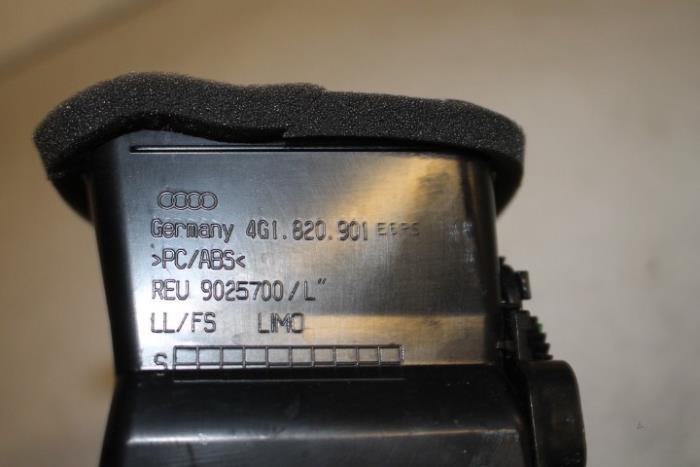 Germany 4G1.820.901
>PC/ABS<
REU 9025700/L"
LL/FS LIMO
S